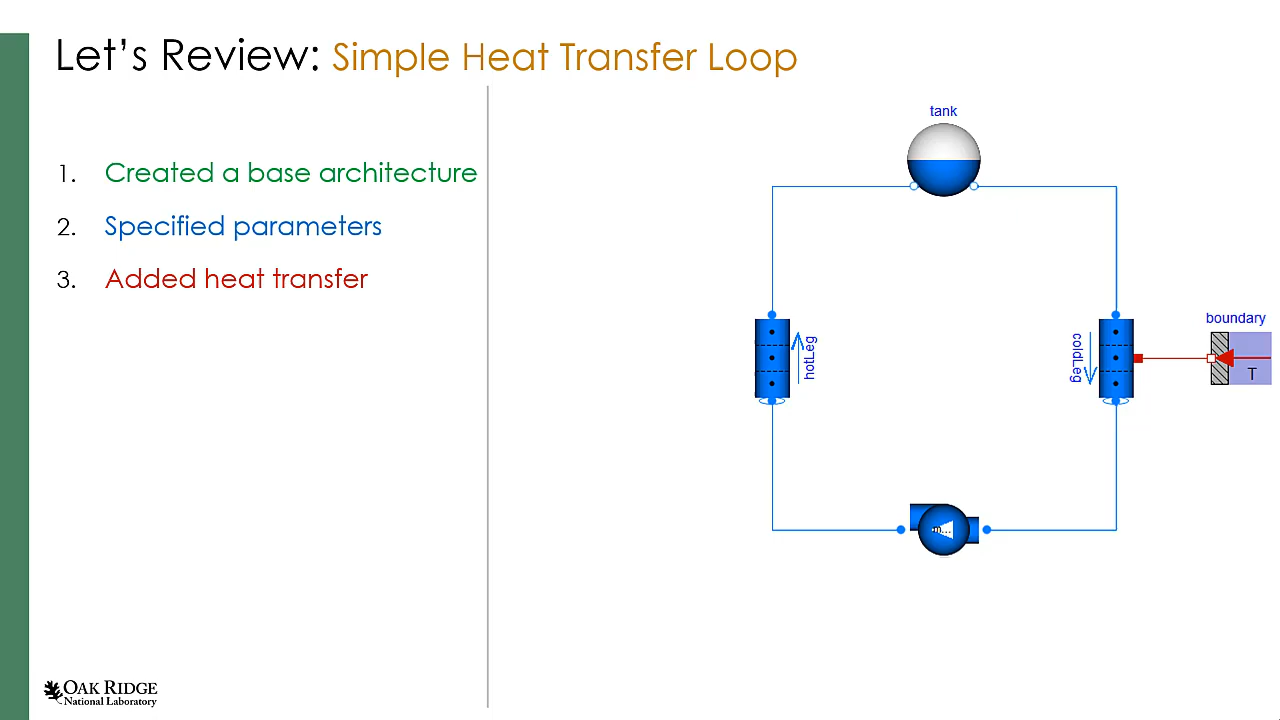 Let's Review: Simple Heat Transfer Loop
1. Created a base architecture
2. Specified parameters
3. Added heat transfer
tank
hotLeg
coldLeg
boundary
T
ṁ
OAK RIDGE
National Laboratory